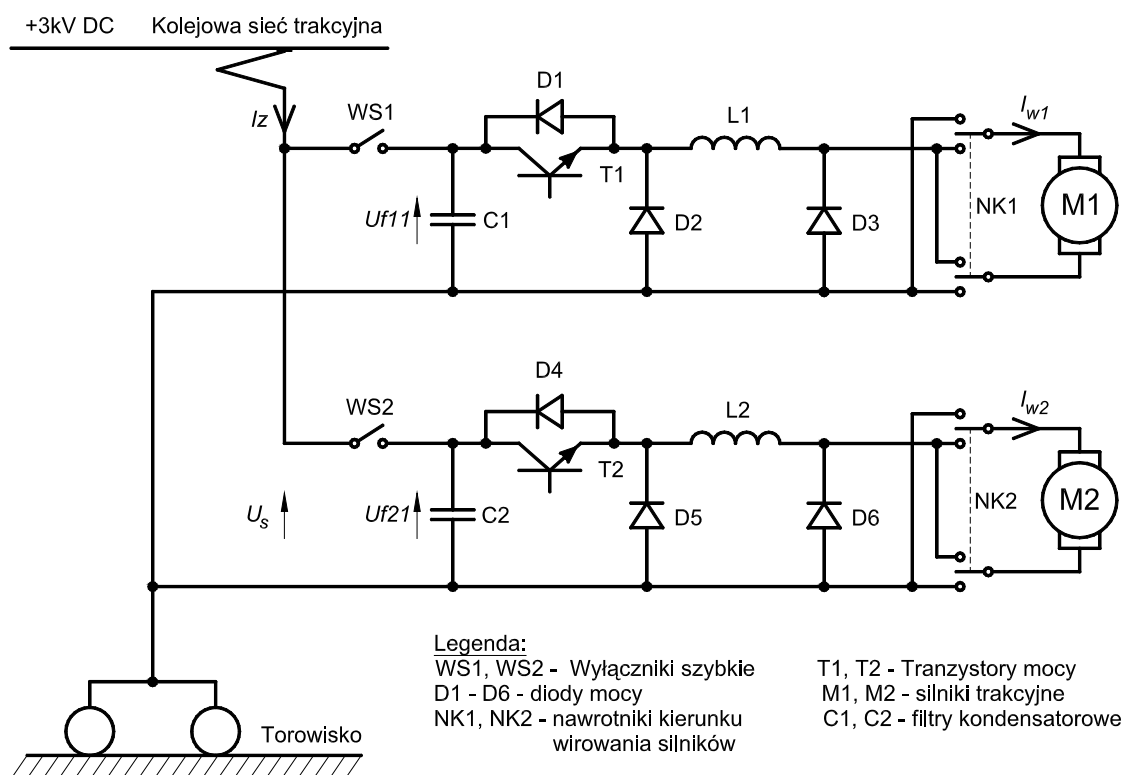 +3kV DC Kolejowa sieć trakcyjna
Iz
WS1
D1
T1
L1
Uf11
C1
D2
D3
NK1
Iw1
M1
WS2
D4
T2
L2
Us
Uf21
C2
D5
D6
NK2
Iw2
M2
Torowisko
Legenda:
WS1, WS2 - Wyłączniki szybkie
D1 - D6 - diody mocy
NK1, NK2 - nawrotniki kierunku
wirowania silników
T1, T2 - Tranzystory mocy
M1, M2 - silniki trakcyjne
C1, C2 - filtry kondensatorowe